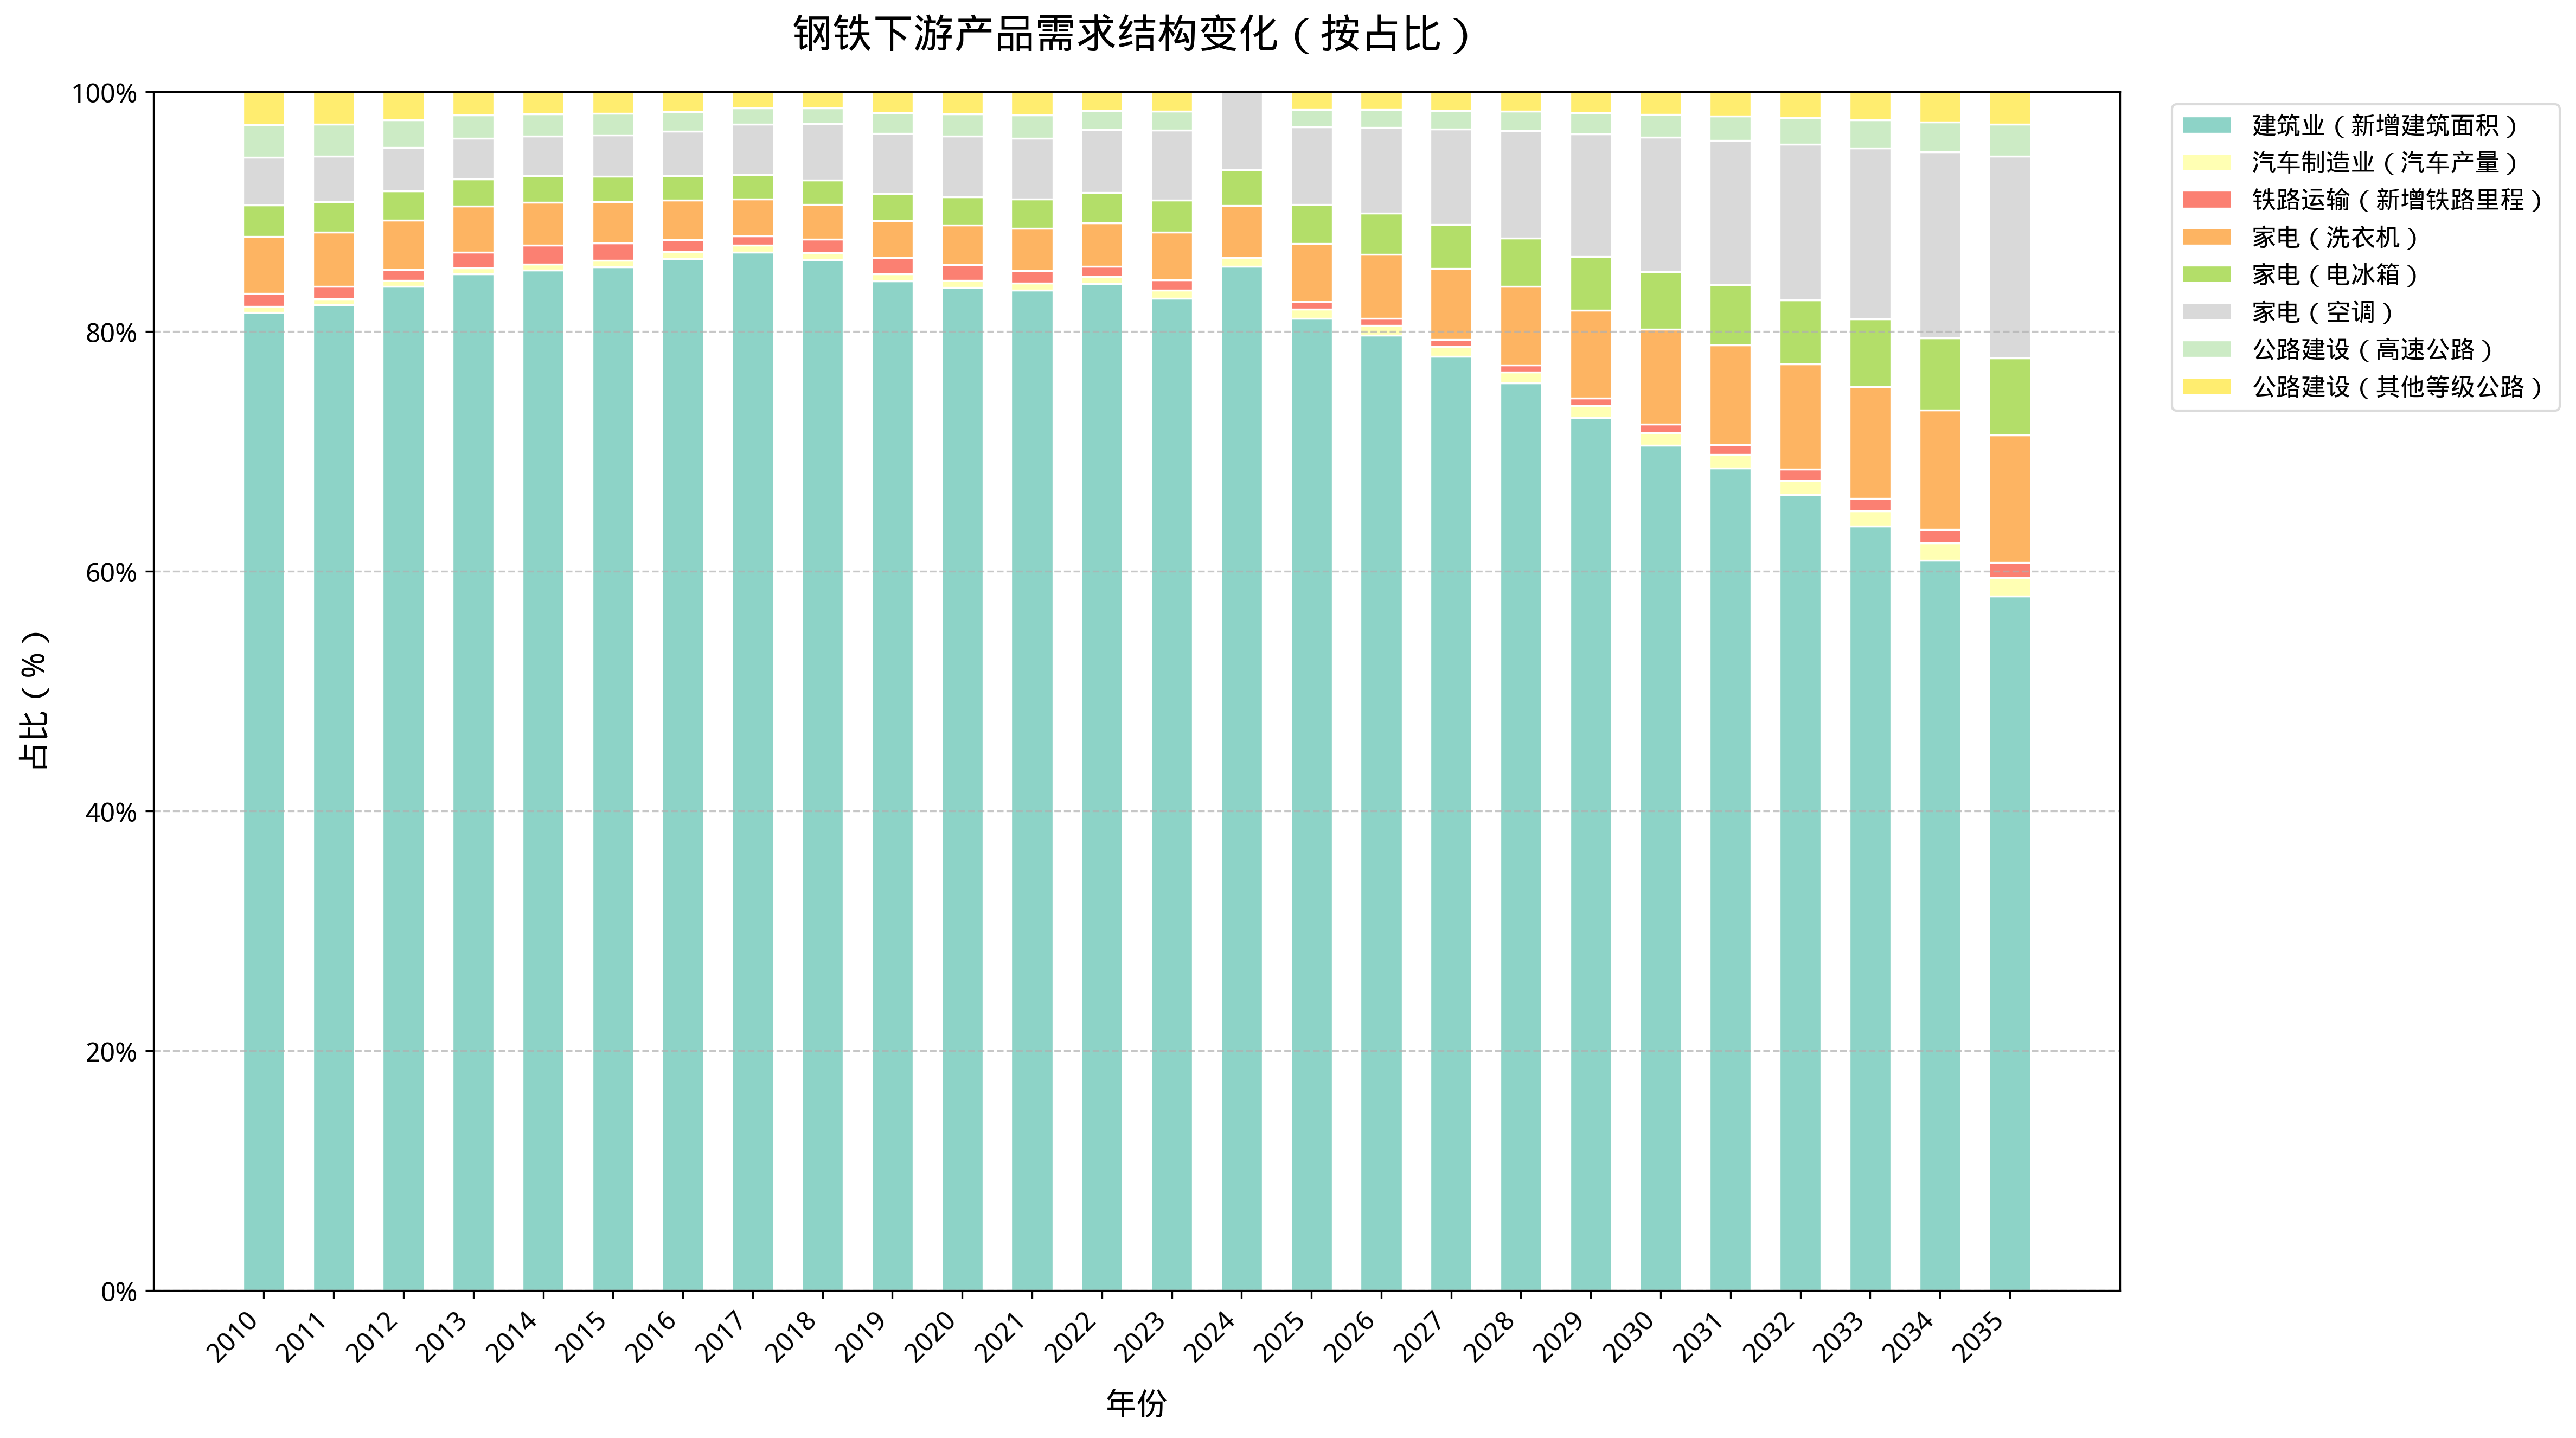 钢铁下游产品需求结构变化（按占比）
占比（%）
100%
80%
60%
40%
20%
0%
2010
2011
2012
2013
2014
2015
2016
2017
2018
2019
2020
2021
2022
2023
2024
2025
2026
2027
2028
2029
2030
2031
2032
2033
2034
2035
年份
建筑业（新增建筑面积）
汽车制造业（汽车产量）
铁路运输（新增铁路里程）
家电（洗衣机）
家电（电冰箱）
家电（空调）
公路建设（高速公路）
公路建设（其他等级公路）